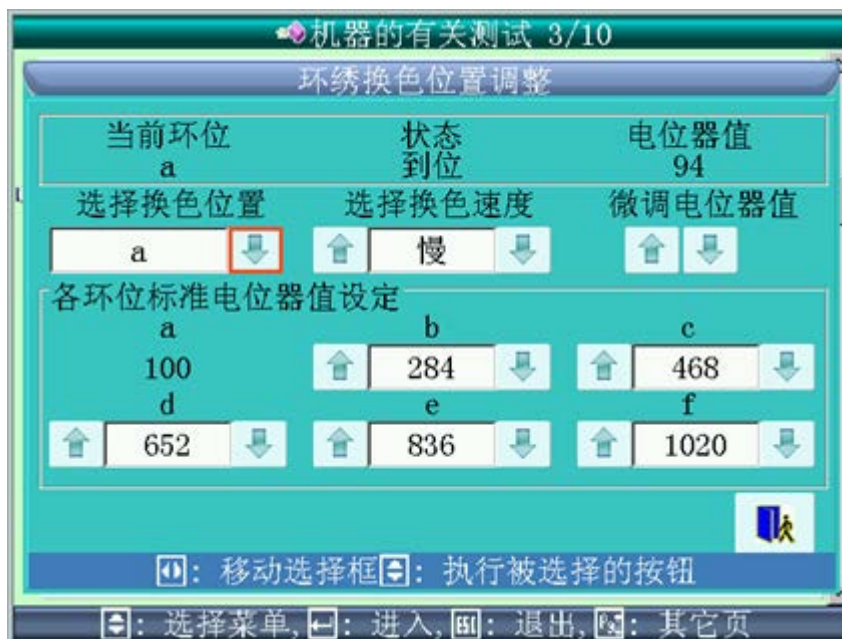 机器的有关测试 3/10
环绣换色位置调整
当前环位 状态 电位器值
a 到位 94
选择换色位置 选择换色速度 微调电位器值
a 慢
各环位标准电位器值设定
a b c
100 284 468
d e f
652 836 1020
: 移动选择框 : 执行被选择的按钮
: 选择菜单, : 进入, ESC : 退出, Pg : 其它页